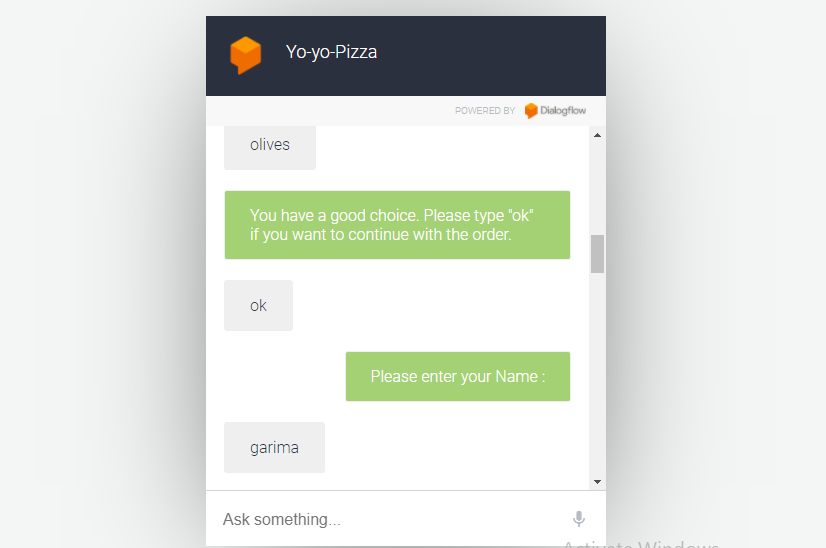 Yo-yo-Pizza
POWERED BY Dialogflow
olives
You have a good choice. Please type "ok"
if you want to continue with the order.
ok
Please enter your Name :
garima
Ask something...
Activate Windows